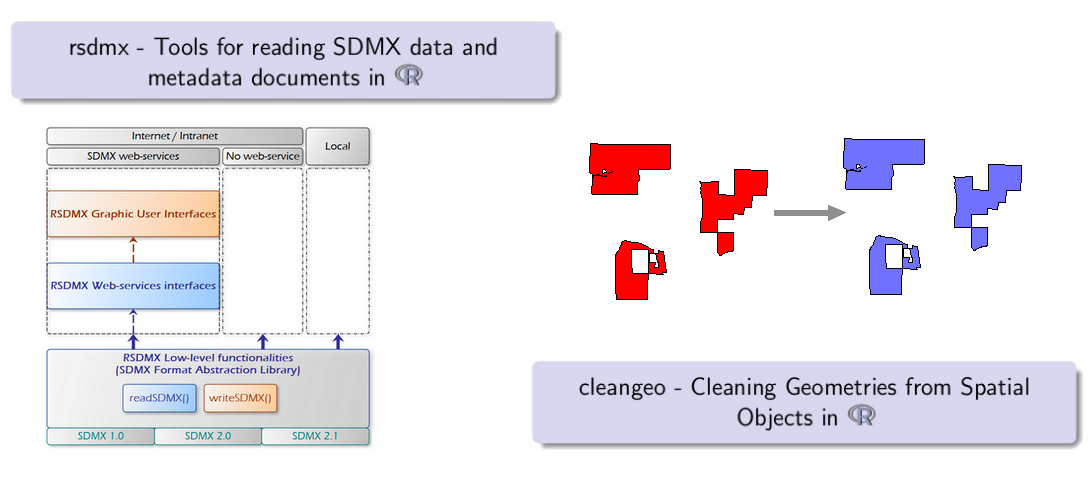 rsdmx - Tools for reading SDMX data and
metadata documents in R
Internet / Intranet
Local
SDMX web-services
No web-service
RSDMX Graphic User Interfaces
RSDMX Web-services interfaces
RSDMX Low-level functionalities
(SDMX Format Abstraction Library)
readSDMX()
writeSDMX()
SDMX 1.0
SDMX 2.0
SDMX 2.1
cleangeo - Cleaning Geometries from Spatial
Objects in R